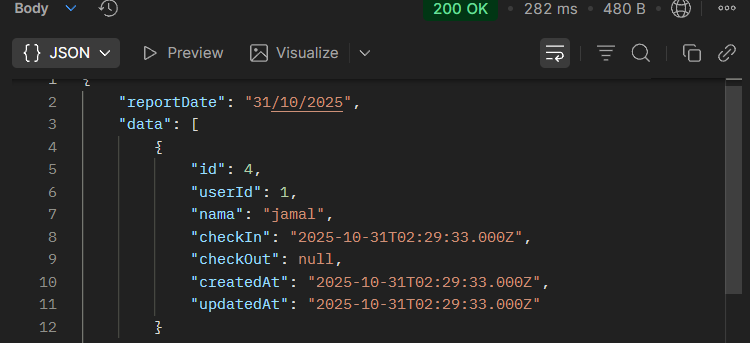 Body 200 OK • 282 ms • 480 B
{} JSON Preview Visualize
1 {
2 "reportDate": "31/10/2025",
3 "data": [
4 {
5 "id": 4,
6 "userId": 1,
7 "nama": "jamal",
8 "checkIn": "2025-10-31T02:29:33.000Z",
9 "checkOut": null,
10 "createdAt": "2025-10-31T02:29:33.000Z",
11 "updatedAt": "2025-10-31T02:29:33.000Z"
12 }